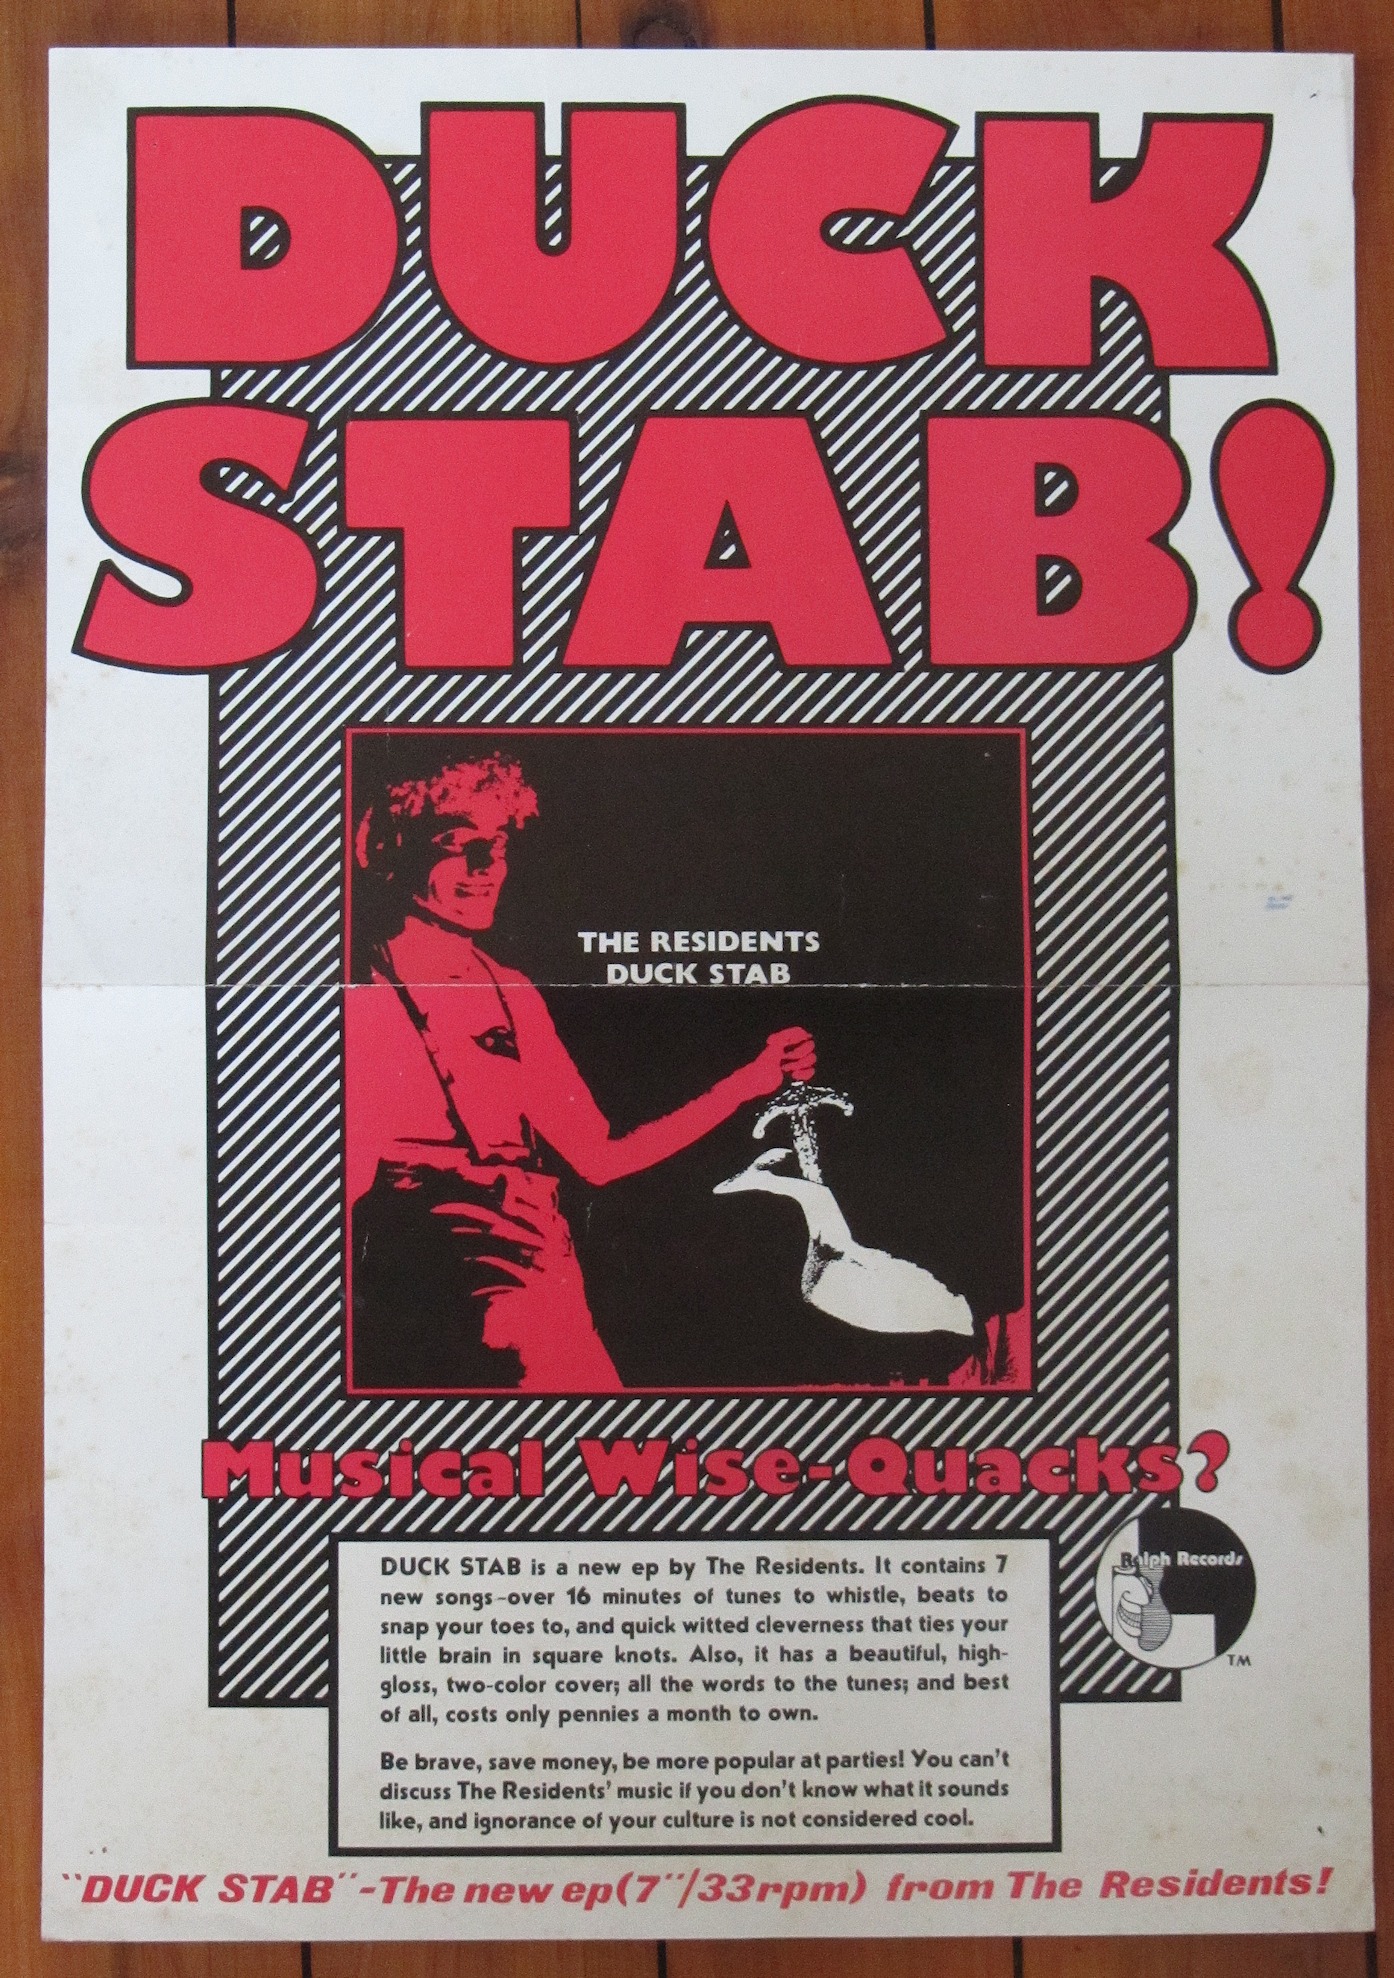 DUCK
STAB!
THE RESIDENTS
DUCK STAB
Musical Wise-Quacks?
Ralph Records
TM
DUCK STAB is a new ep by The Residents. It contains 7
new songs-over 16 minutes of tunes to whistle, beats to
snap your toes to, and quick witted cleverness that ties your
little brain in square knots. Also, it has a beautiful, high-
gloss, two-color cover; all the words to the tunes; and best
of all, costs only pennies a month to own.
Be brave, save money, be more popular at parties! You can't
discuss The Residents' music if you don't know what it sounds
like, and ignorance of your culture is not considered cool.
"DUCK STAB"-The new ep(7"/33rpm) from The Residents!